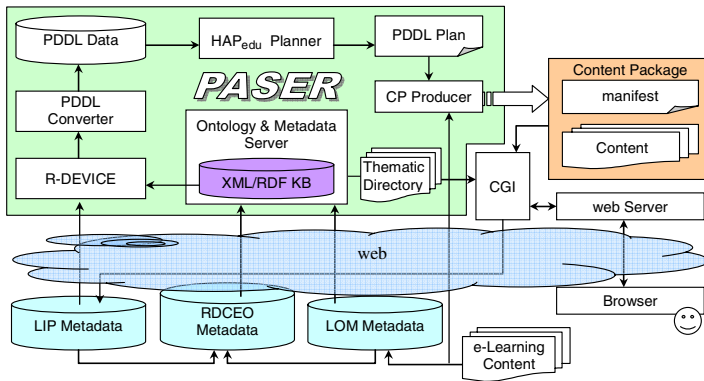 PDDL Data
HAPedu Planner
PDDL Plan
Content Package
PASER
manifest
PDDL
Converter
CP Producer
Ontology & Metadata
Server
Content
Thematic
Directory
R-DEVICE
XML/RDF KB
CGI
web Server
web
LIP Metadata
RDCEO
Metadata
LOM Metadata
Browser
e-Learning
Content